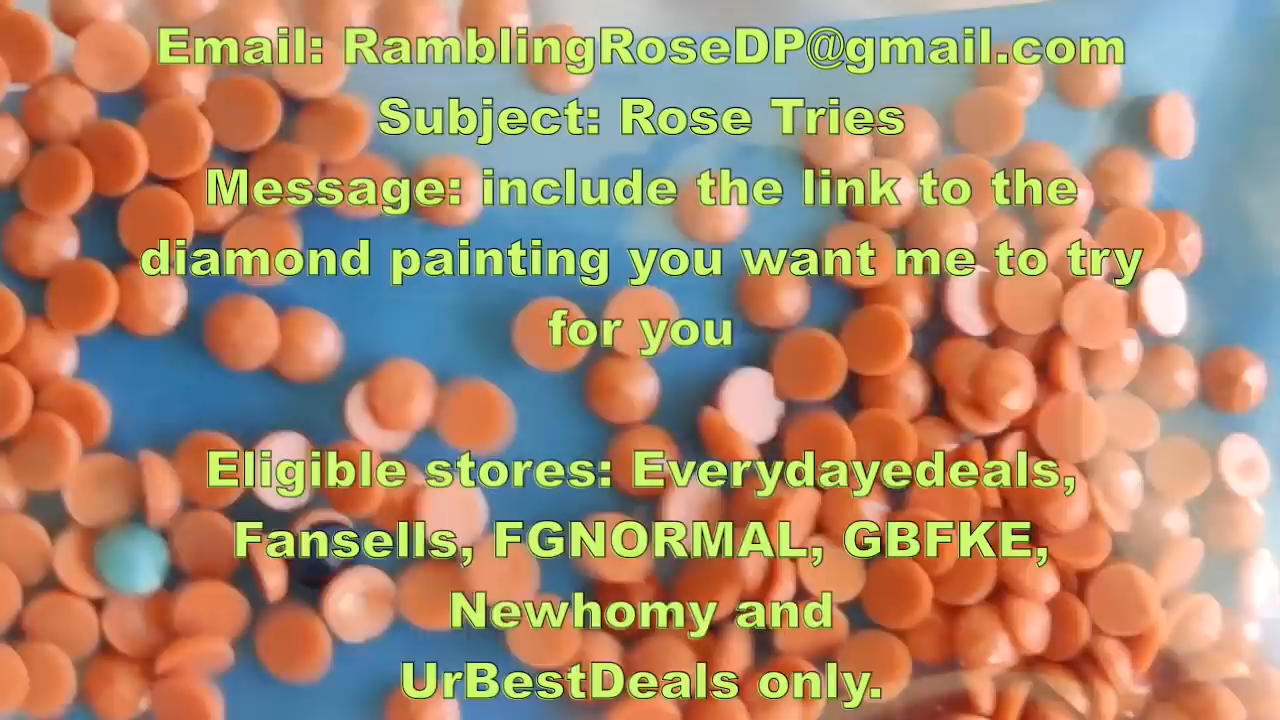 Email: RamblingRoseDP@gmail.com
Subject: Rose Tries
Message: include the link to the
diamond painting you want me to try
for you
Eligible stores: Everydayedeals,
Fansells, FGNORMAL, GBFKE,
Newhomy and
UrBestDeals only.